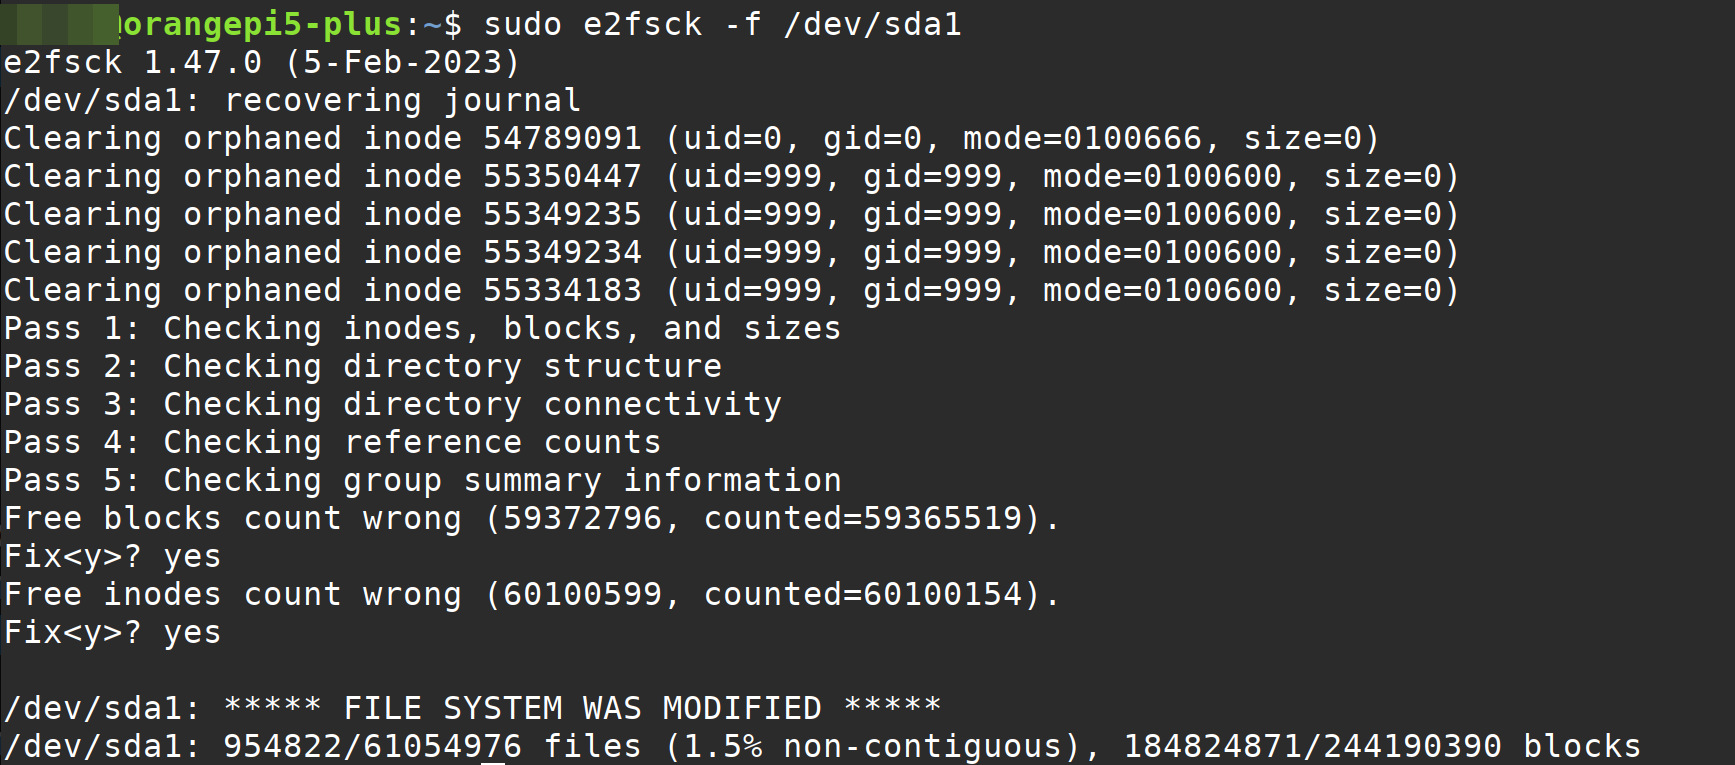 @orangepi5-plus:~$ sudo e2fsck -f /dev/sda1
e2fsck 1.47.0 (5-Feb-2023)
/dev/sda1: recovering journal
Clearing orphaned inode 54789091 (uid=0, gid=0, mode=0100666, size=0)
Clearing orphaned inode 55350447 (uid=999, gid=999, mode=0100600, size=0)
Clearing orphaned inode 55349235 (uid=999, gid=999, mode=0100600, size=0)
Clearing orphaned inode 55349234 (uid=999, gid=999, mode=0100600, size=0)
Clearing orphaned inode 55334183 (uid=999, gid=999, mode=0100600, size=0)
Pass 1: Checking inodes, blocks, and sizes
Pass 2: Checking directory structure
Pass 3: Checking directory connectivity
Pass 4: Checking reference counts
Pass 5: Checking group summary information
Free blocks count wrong (59372796, counted=59365519).
Fix<y>? yes
Free inodes count wrong (60100599, counted=60100154).
Fix<y>? yes
/dev/sda1: ***** FILE SYSTEM WAS MODIFIED *****
/dev/sda1: 954822/61054976 files (1.5% non-contiguous), 184824871/244190390 blocks